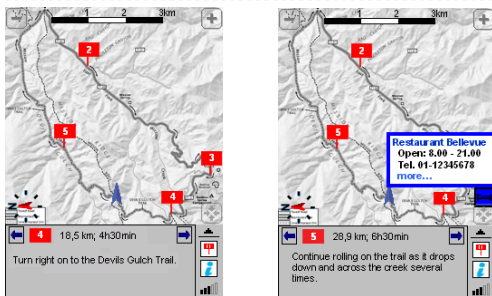 1 2 3km
2
5
3
4
4 18,5 km; 4h30min
Turn right on to the Devils Gulch Trail.
1 2 3km
2
5
Restaurant Bellevue
Open: 8.00 - 21.00
Tel. 01-12345678
more...
4
5 28,9 km; 6h30min
Continue rolling on the trail as it drops
down and across the creek several
times.